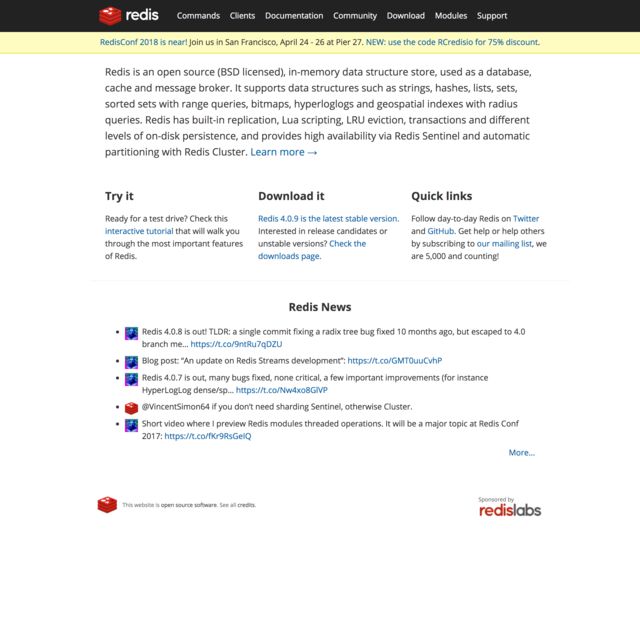 redis
Commands Clients Documentation Community Download Modules Support
RedisConf 2018 is near! Join us in San Francisco, April 24 - 26 at Pier 27. NEW: use the code RCredisio for 75% discount.
Redis is an open source (BSD licensed), in-memory data structure store, used as a database,
cache and message broker. It supports data structures such as strings, hashes, lists, sets,
sorted sets with range queries, bitmaps, hyperloglogs and geospatial indexes with radius
queries. Redis has built-in replication, Lua scripting, LRU eviction, transactions and different
levels of on-disk persistence, and provides high availability via Redis Sentinel and automatic
partitioning with Redis Cluster. Learn more →
Try it
Ready for a test drive? Check this
interactive tutorial that will walk you
through the most important features
of Redis.
Download it
Redis 4.0.9 is the latest stable version.
Interested in release candidates or
unstable versions? Check the
downloads page.
Quick links
Follow day-to-day Redis on Twitter
and GitHub. Get help or help others
by subscribing to our mailing list, we
are 5,000 and counting!
Redis News
Redis 4.0.8 is out! TLDR: a single commit fixing a radix tree bug fixed 10 months ago, but escaped to 4.0
branch me... https://t.co/9ntRu7qDZU
Blog post: “An update on Redis Streams development”: https://t.co/GMT0uuCvhP
Redis 4.0.7 is out, many bugs fixed, none critical, a few important improvements (for instance
HyperLogLog dense/sp... https://t.co/Nw4xo8GlVP
@VincentSimon64 if you don’t need sharding Sentinel, otherwise Cluster.
Short video where I preview Redis modules threaded operations. It will be a major topic at Redis Conf
2017: https://t.co/fKr9RsGeIQ
More...
This website is open source software. See all credits.
Sponsored by
redislabs